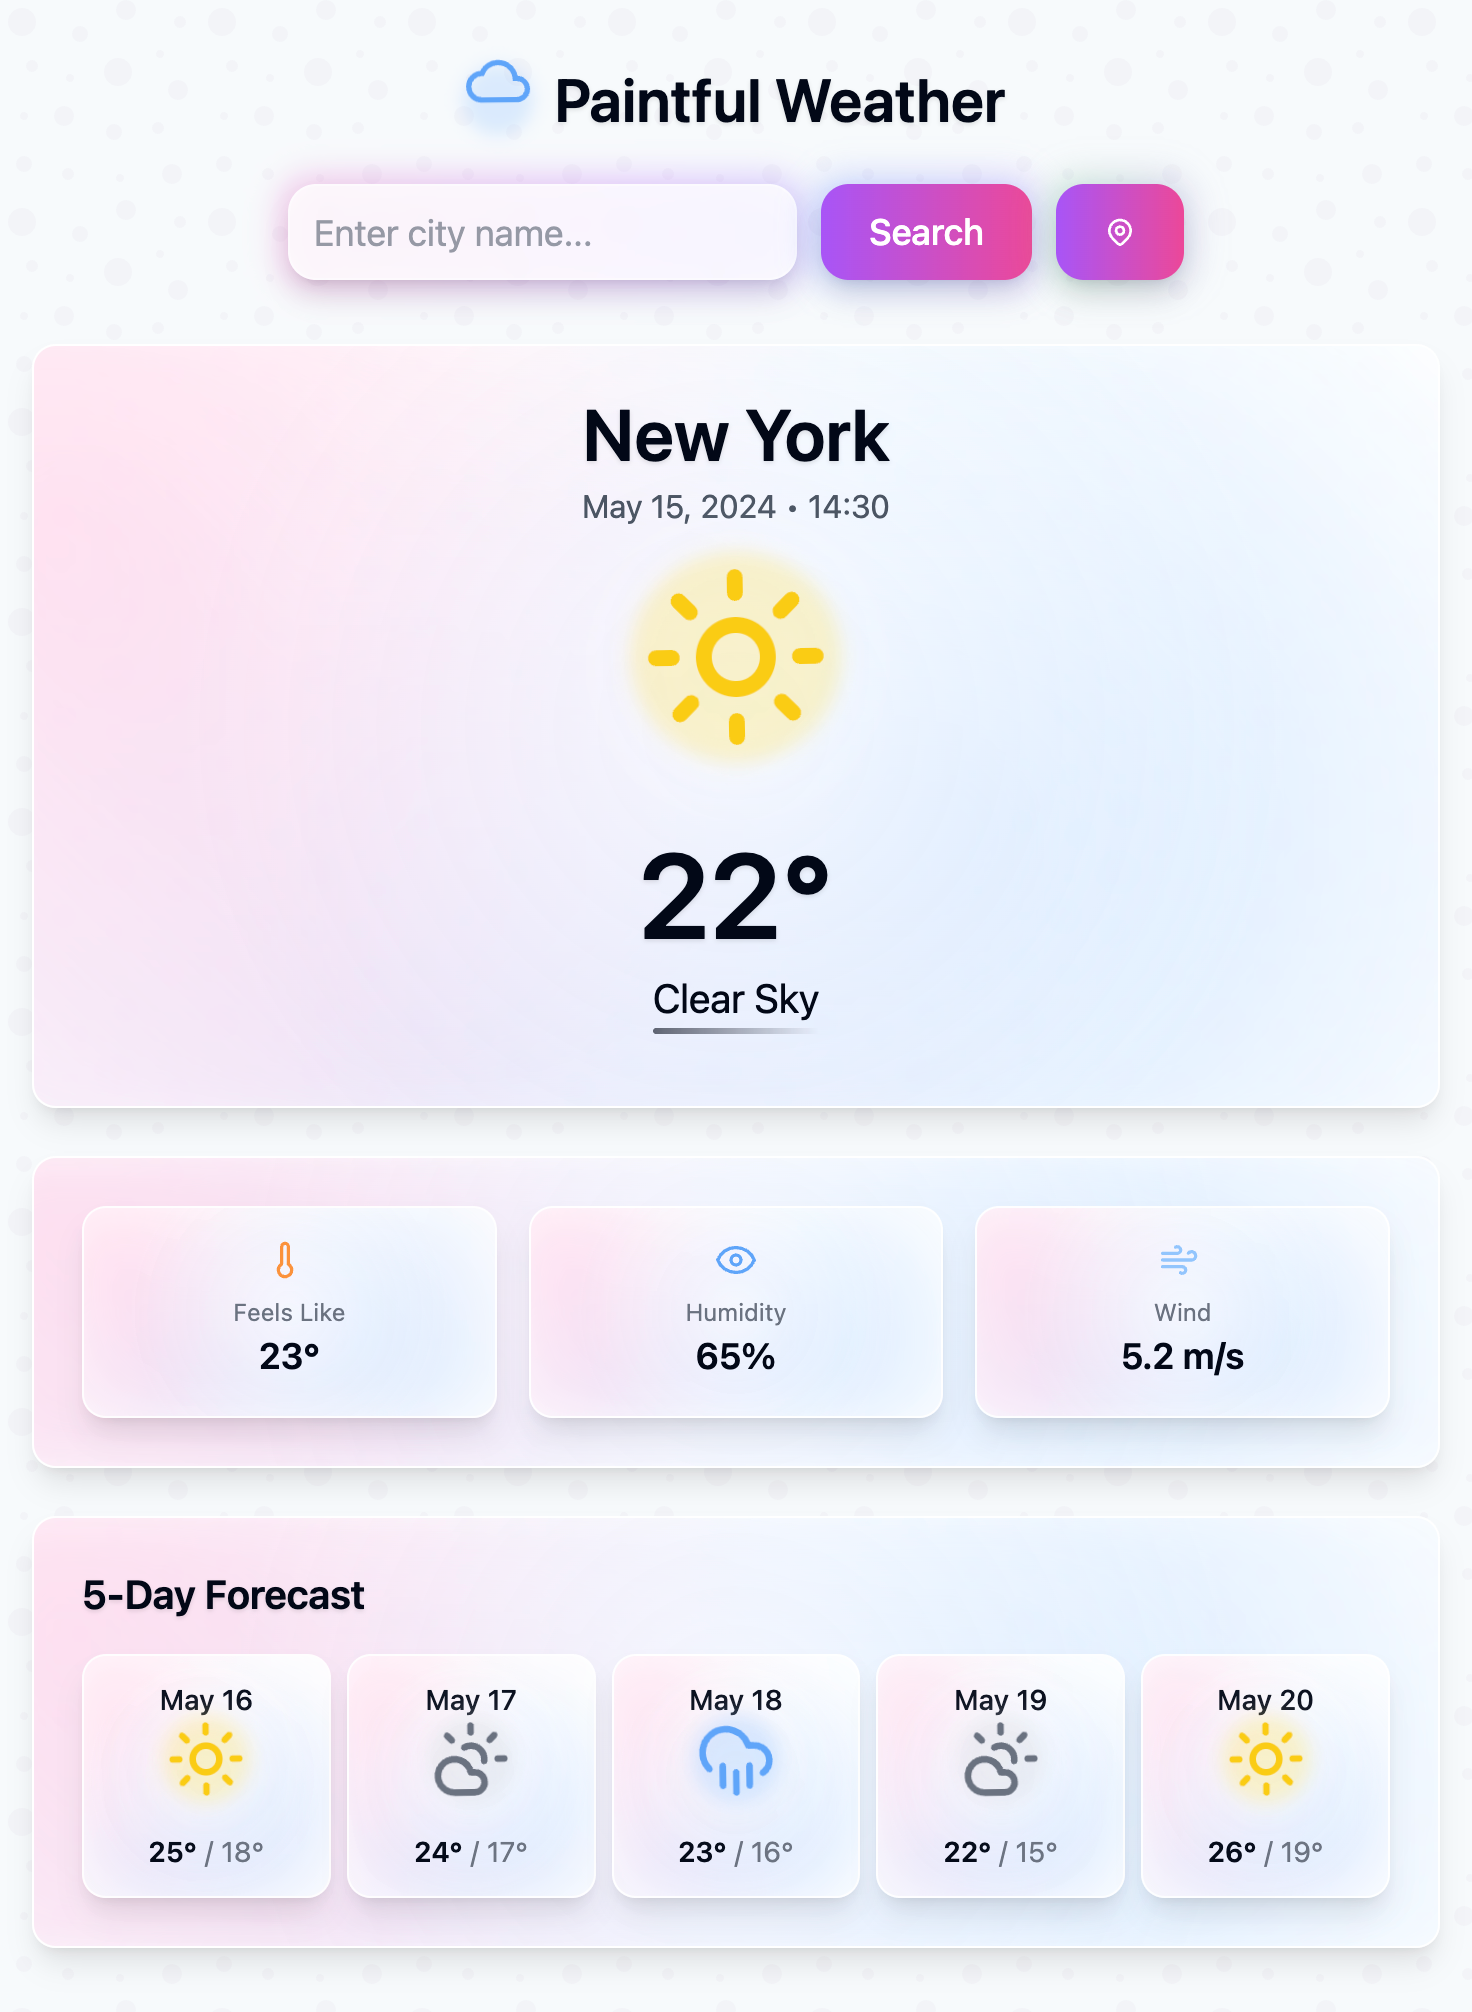 Paintful Weather
Enter city name...
Search
New York
May 15, 2024 • 14:30
22°
Clear Sky
Feels Like
23°
Humidity
65%
Wind
5.2 m/s
5-Day Forecast
May 16
25° / 18°
May 17
24° / 17°
May 18
23° / 16°
May 19
22° / 15°
May 20
26° / 19°